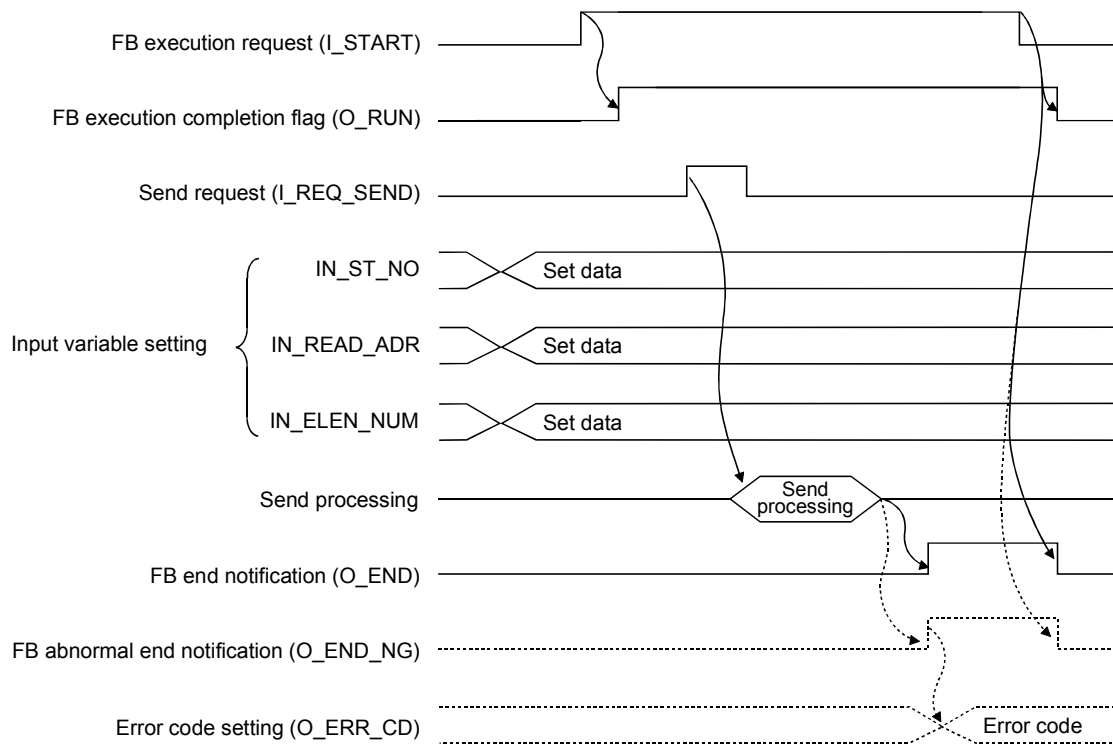 FB execution request (I_START)
FB execution completion flag (O_RUN)
Send request (I_REQ_SEND)
IN_ST_NO
Set data
Input variable setting
IN_READ_ADR
Set data
IN_ELEN_NUM
Set data
Send processing
Send
processing
FB end notification (O_END)
FB abnormal end notification (O_END_NG)
Error code setting (O_ERR_CD)
Error code